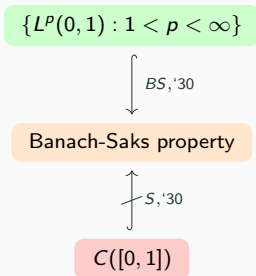 {L^p(0,1) : 1 < p < ∞}
BS,'30
Banach-Saks property
S,'30
C([0,1])